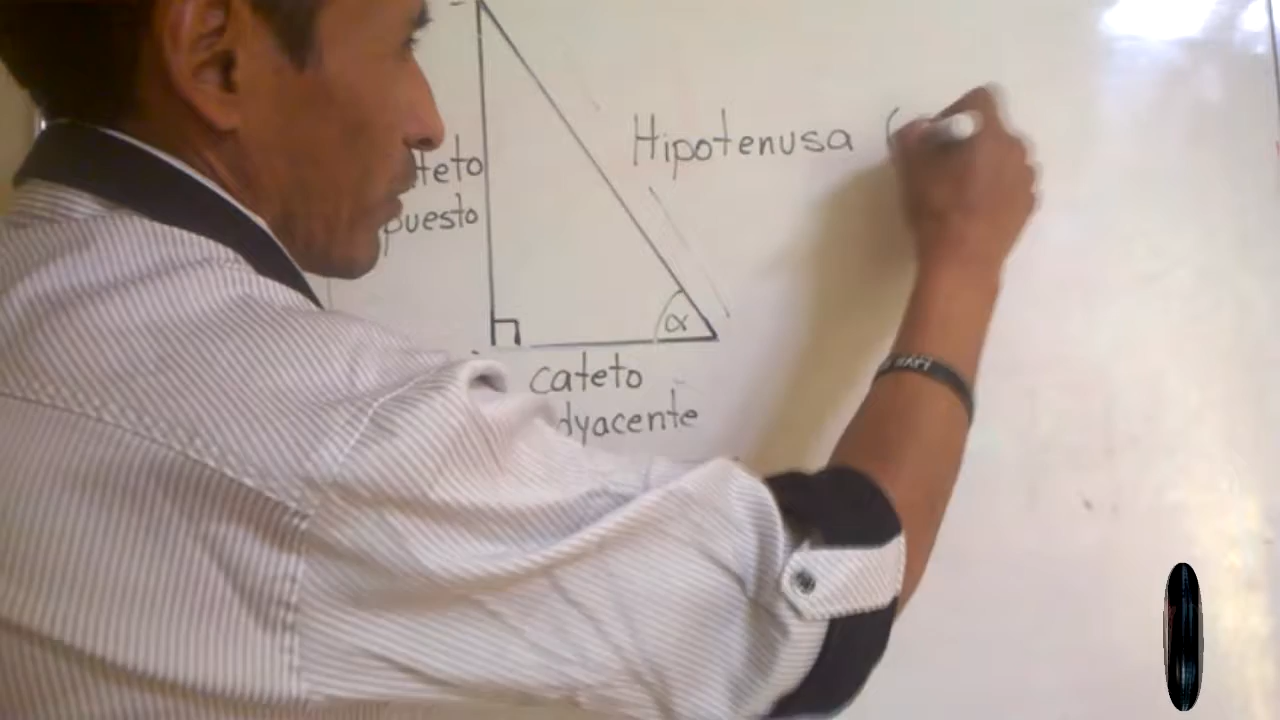 Hipotenusa (
teto
puesto
α
cateto
dyacente